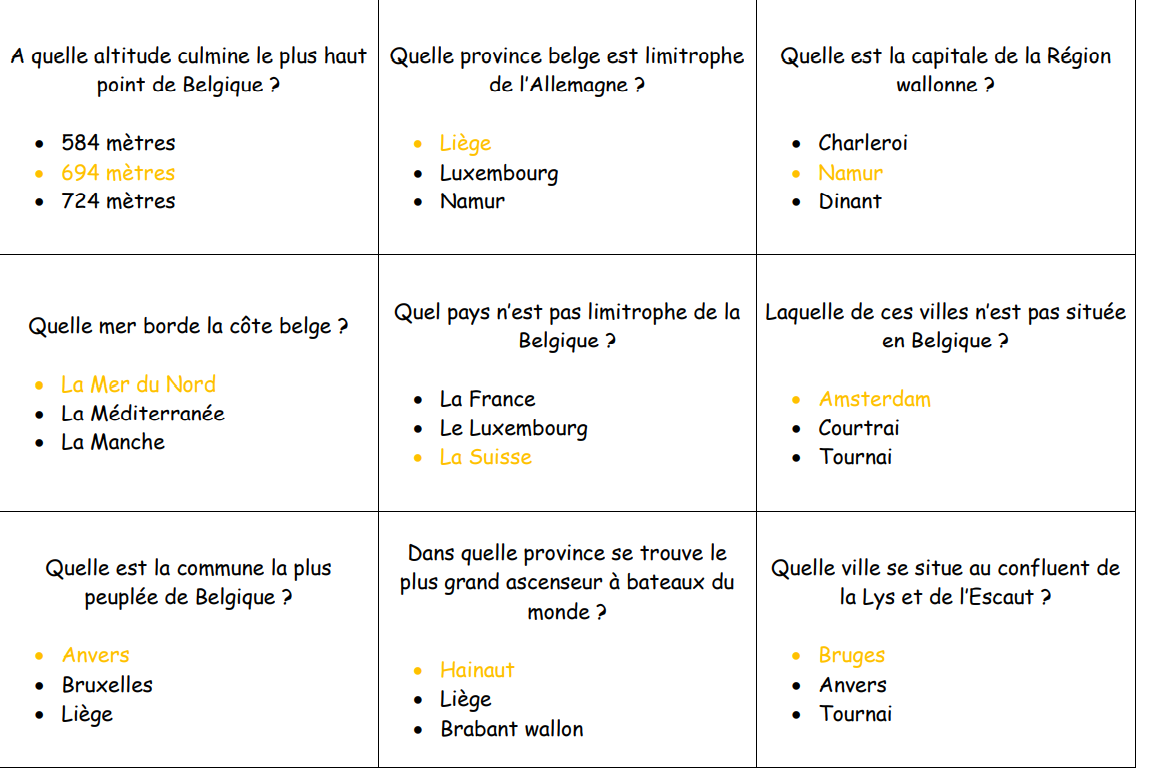 A quelle altitude culmine le plus haut
point de Belgique ?
• 584 mètres
• 694 mètres
• 724 mètres
Quelle province belge est limitrophe
de l'Allemagne ?
• Liège
• Luxembourg
• Namur
Quelle est la capitale de la Région
wallonne ?
• Charleroi
• Namur
• Dinant
Quelle mer borde la côte belge ?
• La Mer du Nord
• La Méditerranée
• La Manche
Quel pays n'est pas limitrophe de la
Belgique ?
• La France
• Le Luxembourg
• La Suisse
Laquelle de ces villes n'est pas située
en Belgique ?
• Amsterdam
• Courtrai
• Tournai
Quelle est la commune la plus
peuplée de Belgique ?
• Anvers
• Bruxelles
• Liège
Dans quelle province se trouve le
plus grand ascenseur à bateaux du
monde ?
• Hainaut
• Liège
• Brabant wallon
Quelle ville se situe au confluent de
la Lys et de l'Escaut ?
• Bruges
• Anvers
• Tournai